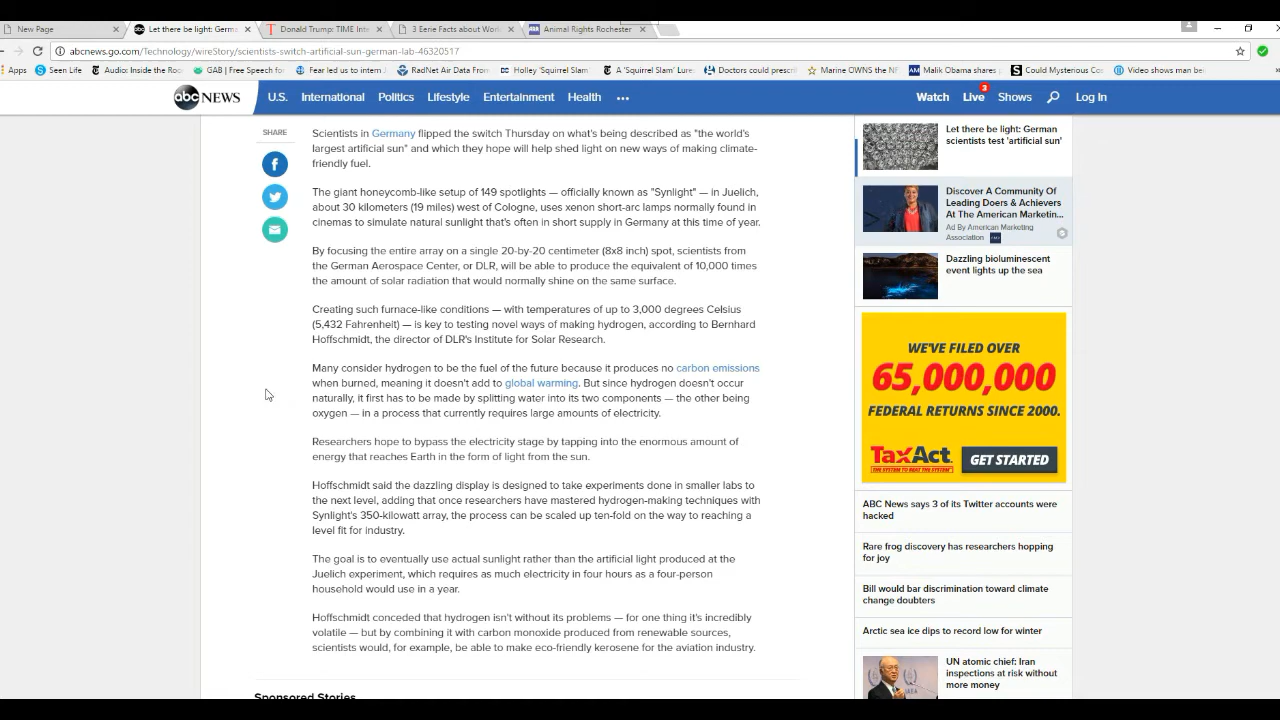 New Page
Let there be light: Germa
Donald Trump: TIME Inte
3 Eerie Facts about Worl
Animal Rights Rochester
abcnews.go.com/Technology/wireStory/scientists-switch-artificial-sun-german-lab-46320517
Apps
Seen Life
Audio: Inside the Roo
GAB | Free Speech for
Fear led us to intern J
RadNet Air Data From
Holley 'Squirrel Slam'
A 'Squirrel Slam' Lures
Doctors could prescri
Marine OWNS the NF
Malik Obama shares p
Could Mysterious Cos
Video shows man bei
abc NEWS
U.S.
International
Politics
Lifestyle
Entertainment
Health
Watch
Live
3
Shows
Log In
SHARE
Scientists in Germany flipped the switch Thursday on what's being described as "the world's
largest artificial sun" and which they hope will help shed light on new ways of making climate-
friendly fuel.
The giant honeycomb-like setup of 149 spotlights — officially known as "Synlight" — in Juelich,
about 30 kilometers (19 miles) west of Cologne, uses xenon short-arc lamps normally found in
cinemas to simulate natural sunlight that's often in short supply in Germany at this time of year.
By focusing the entire array on a single 20-by-20 centimeter (8x8 inch) spot, scientists from
the German Aerospace Center, or DLR, will be able to produce the equivalent of 10,000 times
the amount of solar radiation that would normally shine on the same surface.
Creating such furnace-like conditions — with temperatures of up to 3,000 degrees Celsius
(5,432 Fahrenheit) — is key to testing novel ways of making hydrogen, according to Bernhard
Hoffschmidt, the director of DLR's Institute for Solar Research.
Many consider hydrogen to be the fuel of the future because it produces no carbon emissions
when burned, meaning it doesn't add to global warming. But since hydrogen doesn't occur
naturally, it first has to be made by splitting water into its two components — the other being
oxygen — in a process that currently requires large amounts of electricity.
Researchers hope to bypass the electricity stage by tapping into the enormous amount of
energy that reaches Earth in the form of light from the sun.
Hoffschmidt said the dazzling display is designed to take experiments done in smaller labs to
the next level, adding that once researchers have mastered hydrogen-making techniques with
Synlight's 350-kilowatt array, the process can be scaled up ten-fold on the way to reaching a
level fit for industry.
The goal is to eventually use actual sunlight rather than the artificial light produced at the
Juelich experiment, which requires as much electricity in four hours as a four-person
household would use in a year.
Hoffschmidt conceded that hydrogen isn't without its problems — for one thing it's incredibly
volatile — but by combining it with carbon monoxide produced from renewable sources,
scientists would, for example, be able to make eco-friendly kerosene for the aviation industry.
Sponsored Stories
Let there be light: German
scientists test 'artificial sun'
Discover A Community Of
Leading Doers & Achievers
At The American Marketin...
Ad By American Marketing
Association
Dazzling bioluminescent
event lights up the sea
WE'VE FILED OVER
65,000,000
FEDERAL RETURNS SINCE 2000.
TaxAct
GET STARTED
ABC News says 3 of its Twitter accounts were
hacked
Rare frog discovery has researchers hopping
for joy
Bill would bar discrimination toward climate
change doubters
Arctic sea ice dips to record low for winter
UN atomic chief: Iran
inspections at risk without
more money